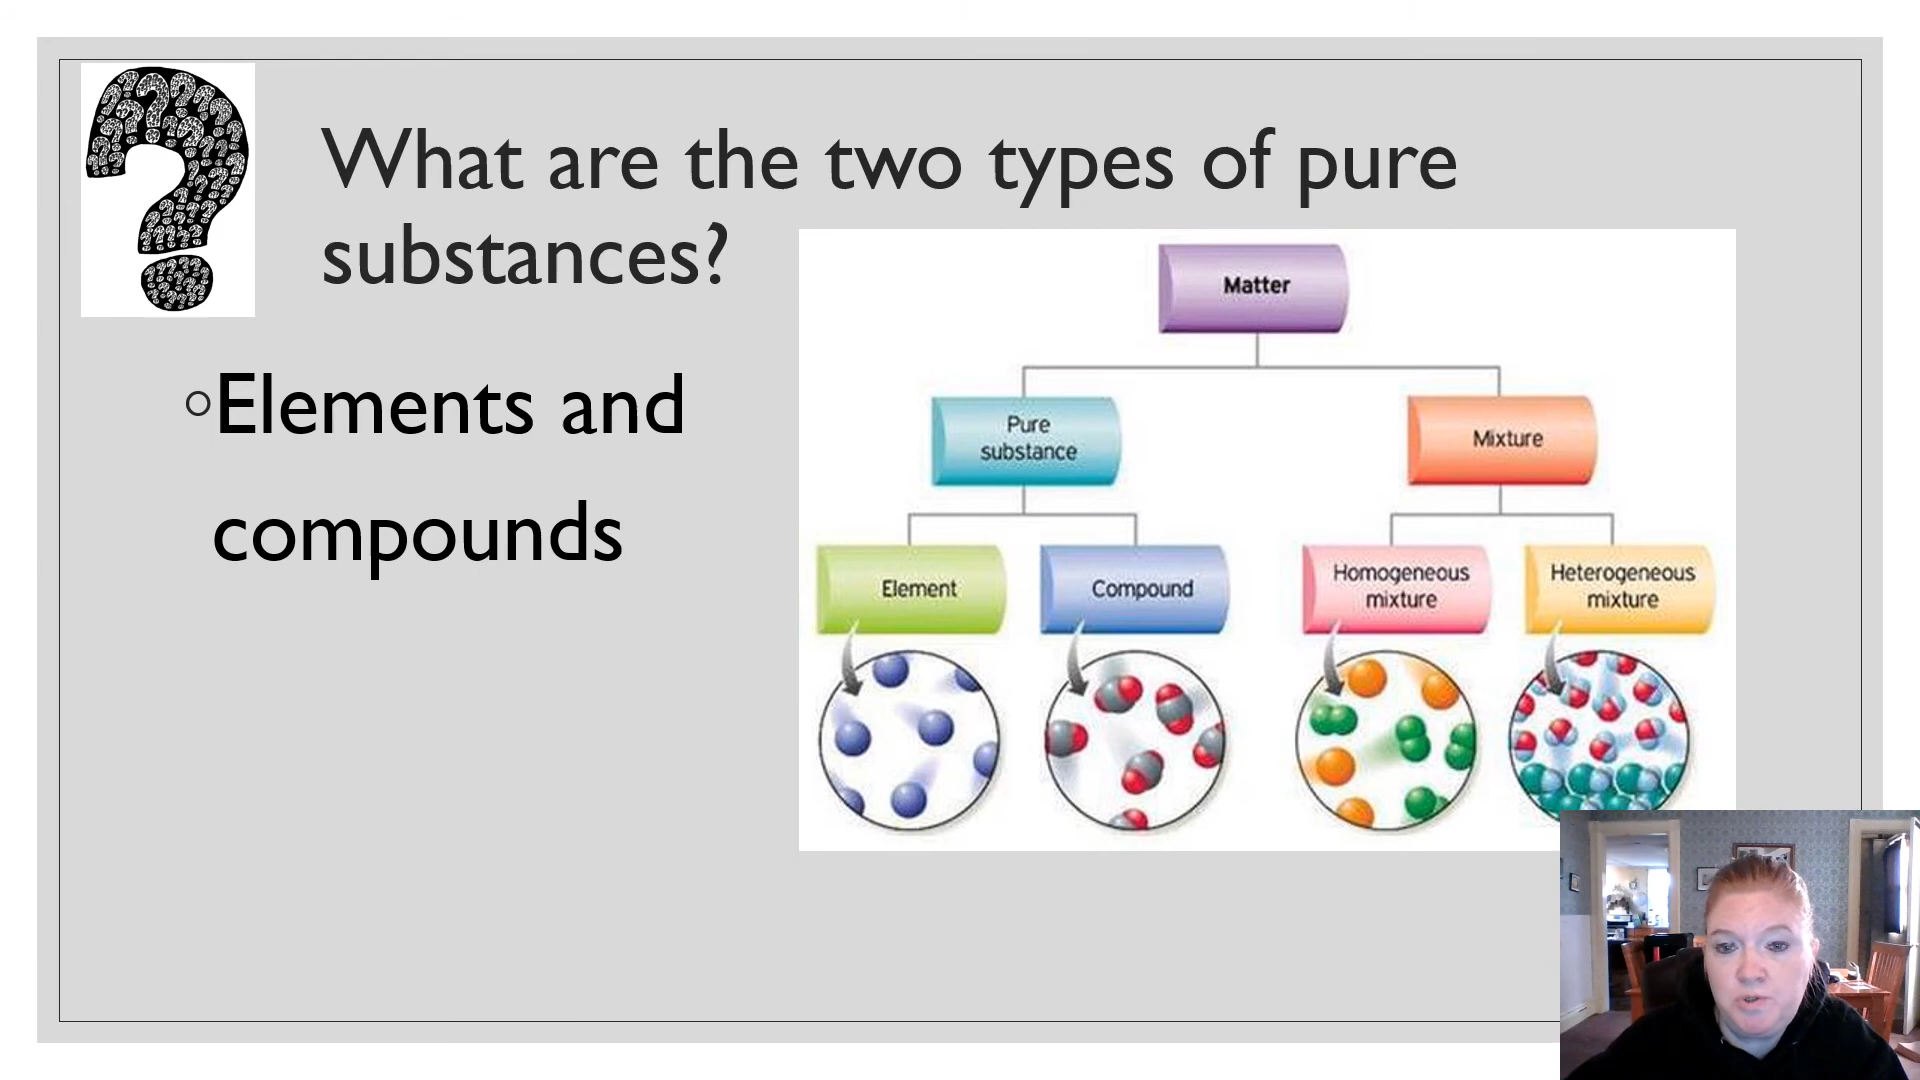 What are the two types of pure
substances?
Elements and
compounds
Matter
Pure
substance
Mixture
Element
Compound
Homogeneous
mixture
Heterogeneous
mixture